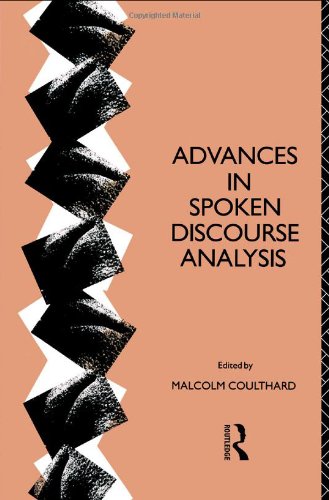 Copyrighted Material
ADVANCES
IN
SPOKEN
DISCOURSE
ANALYSIS
Edited by
MALCOLM COULTHARD
ROUTLEDGE